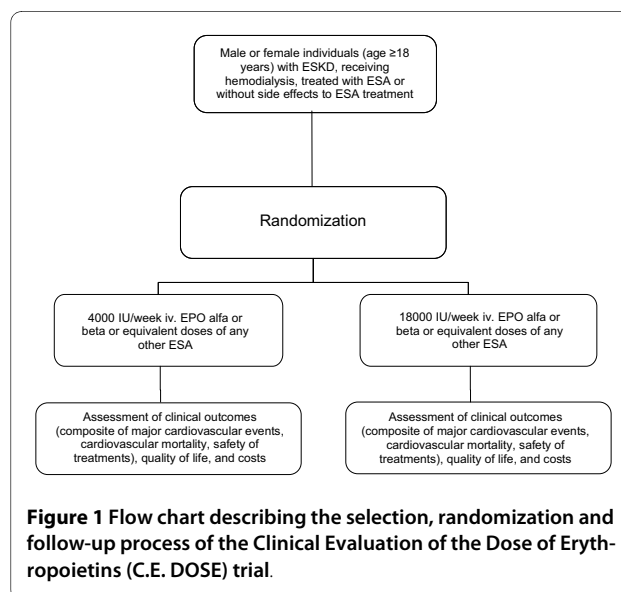 Male or female individuals (age ≥18
years) with ESKD, receiving
hemodialysis, treated with ESA or
without side effects to ESA treatment
Randomization
4000 IU/week iv. EPO alfa or
beta or equivalent doses of any
other ESA
18000 IU/week iv. EPO alfa or
beta or equivalent doses of any
other ESA
Assessment of clinical outcomes
(composite of major cardiovascular events,
cardiovascular mortality, safety of
treatments), quality of life, and costs
Assessment of clinical outcomes
(composite of major cardiovascular events,
cardiovascular mortality, safety of
treatments), quality of life, and costs
Figure 1 Flow chart describing the selection, randomization and
follow-up process of the Clinical Evaluation of the Dose of Eryth-
ropoietins (C.E. DOSE) trial.